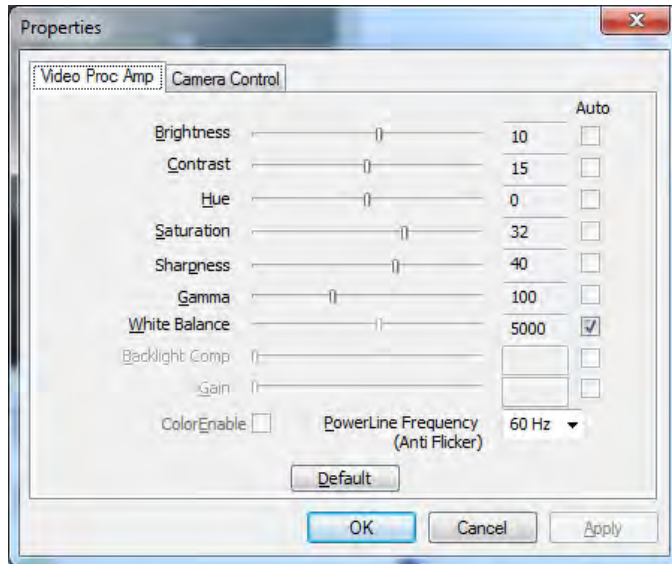 Properties
Video Proc Amp Camera Control
Auto
Brightness 10
Contrast 15
Hue 0
Saturation 32
Sharpness 40
Gamma 100
White Balance 5000
Backlight Comp
Gain
ColorEnable PowerLine Frequency 60 Hz
(Anti Flicker)
Default
OK Cancel Apply